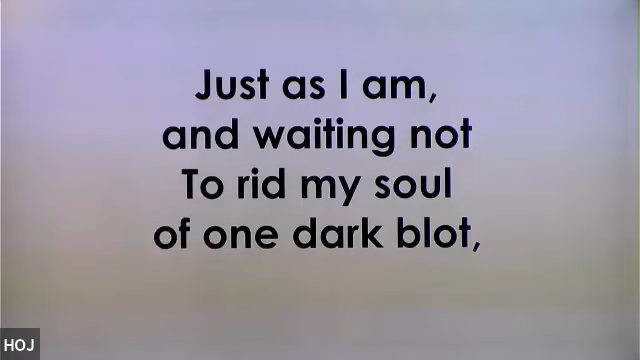 Just as I am,
and waiting not
To rid my soul
of one dark blot,
HOJ